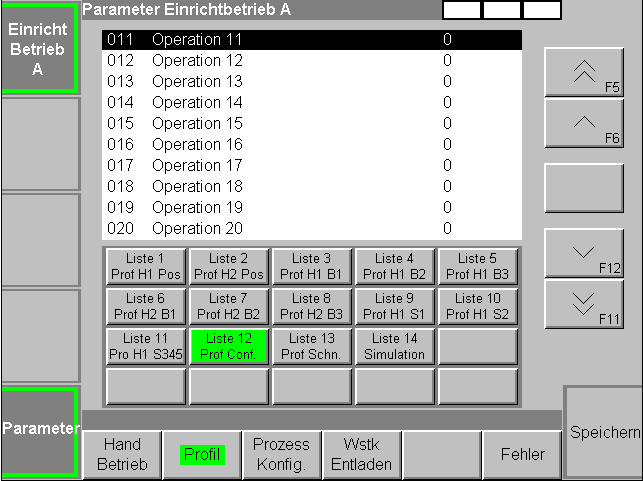 Parameter Einrichtbetrieb A
Einricht
Betrieb
A
011 Operation 11 0
012 Operation 12 0
013 Operation 13 0
014 Operation 14 0
015 Operation 15 0
016 Operation 16 0
017 Operation 17 0
018 Operation 18 0
019 Operation 19 0
020 Operation 20 0
F5
F6
F12
F11
Liste 1 Liste 2 Liste 3 Liste 4 Liste 5
Prof H1 Pos Prof H2 Pos Prof H1 B1 Prof H1 B2 Prof H1 B3
Liste 6 Liste 7 Liste 8 Liste 9 Liste 10
Prof H2 B1 Prof H2 B2 Prof H2 B3 Prof H1 S1 Prof H1 S2
Liste 11 Liste 12 Liste 13 Liste 14
Pro H1 S345 Prof Conf. Prof Schn. Simulation
Parameter
Hand Profil Prozess Wstk Fehler Speichern
Betrieb Konfig. Entladen